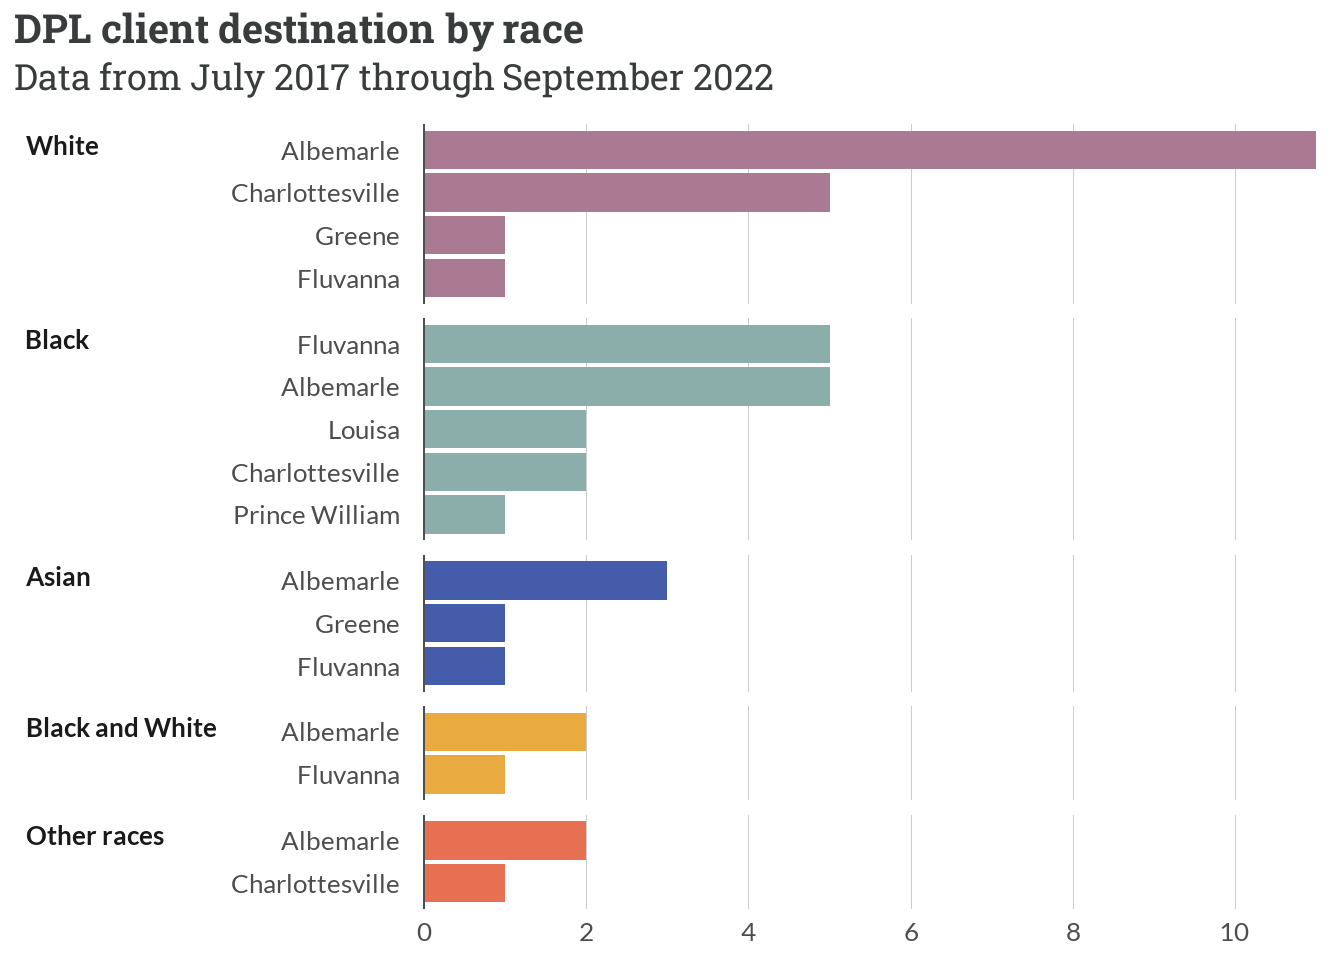 DPL client destination by race
Data from July 2017 through September 2022
White
Albemarle
Charlottesville
Greene
Fluvanna
Black
Fluvanna
Albemarle
Louisa
Charlottesville
Prince William
Asian
Albemarle
Greene
Fluvanna
Black and White
Albemarle
Fluvanna
Other races
Albemarle
Charlottesville
0 2 4 6 8 10